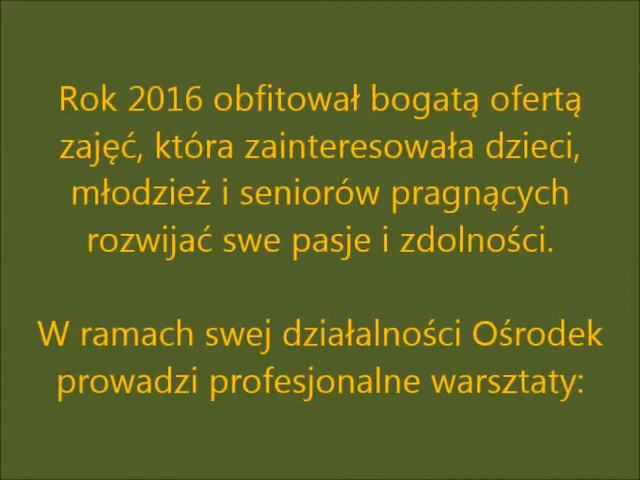 Rok 2016 obfitował bogatą ofertą
zajęć, która zainteresowała dzieci,
młodzież i seniorów pragnących
rozwijać swe pasje i zdolności.
W ramach swej działalności Ośrodek
prowadzi profesjonalne warsztaty: